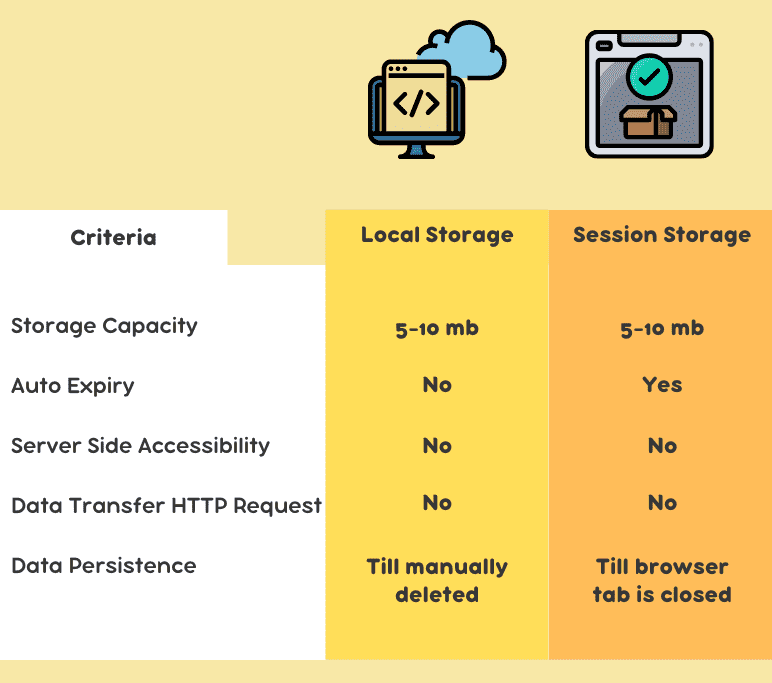 </>
Criteria Local Storage Session Storage
Storage Capacity 5-10 mb 5-10 mb
Auto Expiry No Yes
Server Side Accessibility No No
Data Transfer HTTP Request No No
Data Persistence Till manually Till browser
deleted tab is closed